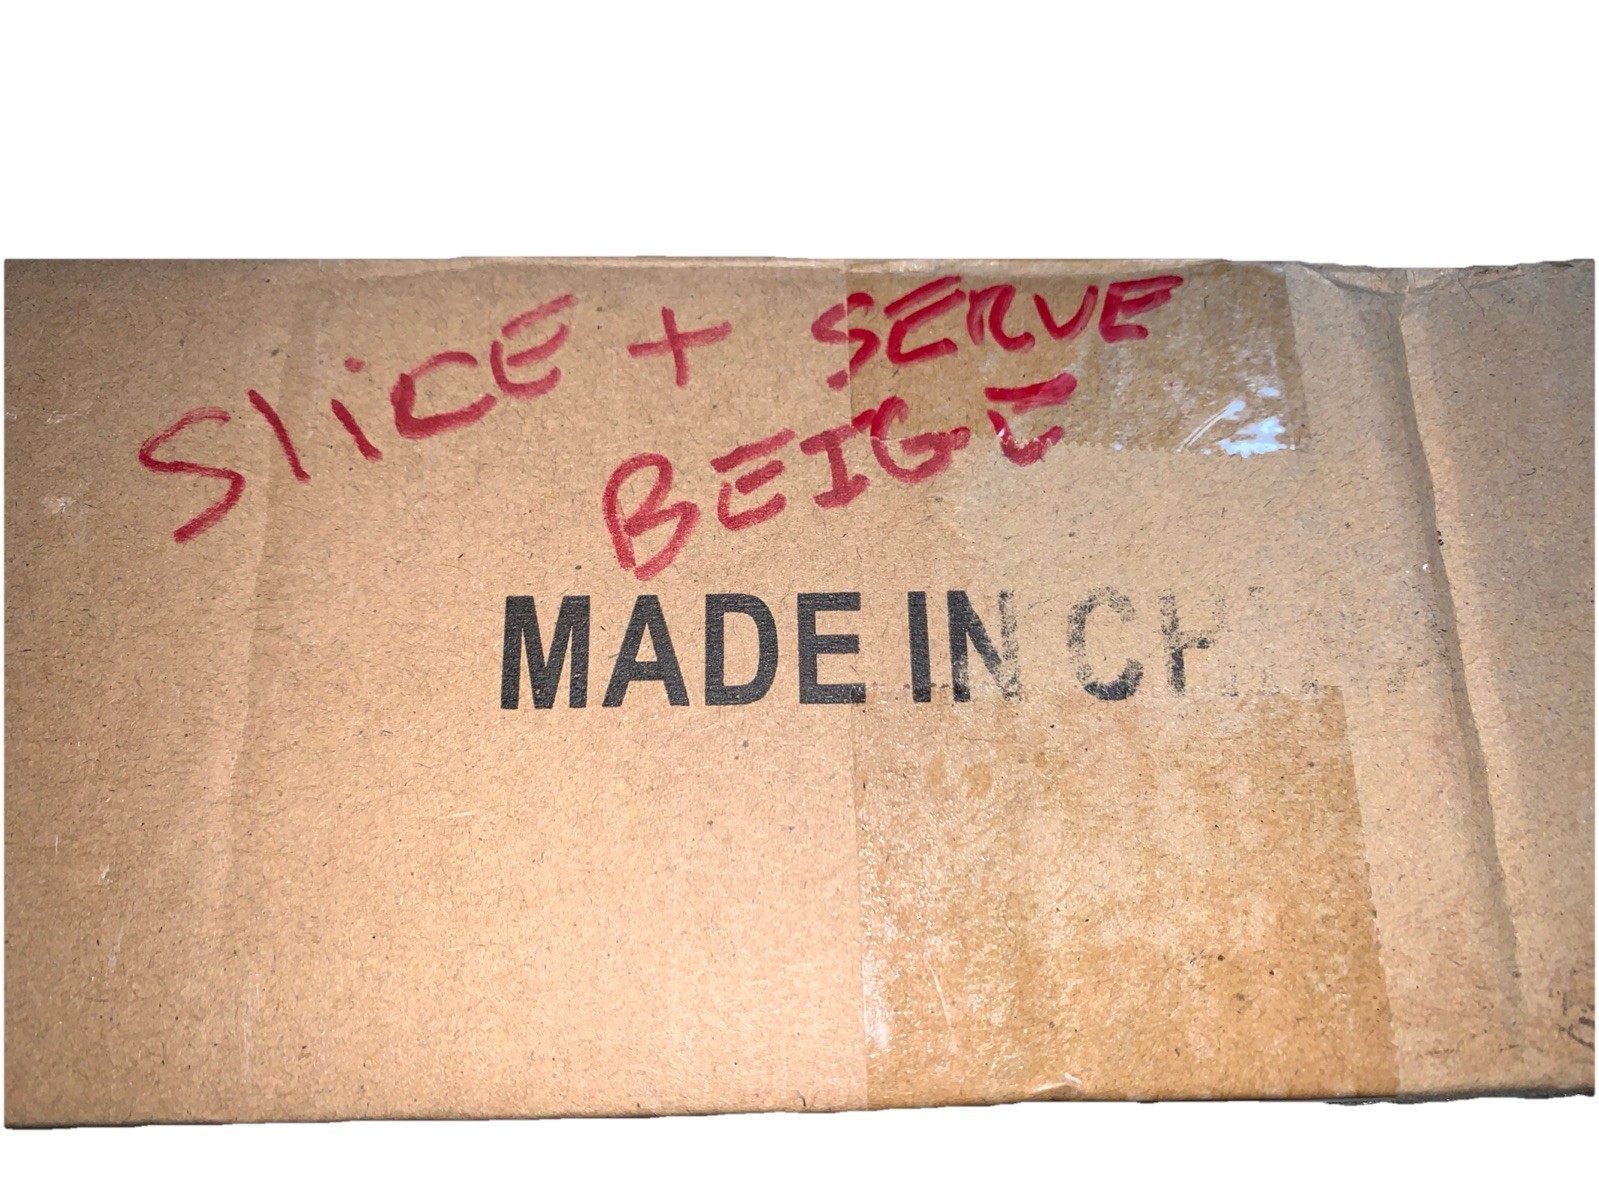 SliCE + SERVE
BEIGE
MADE IN